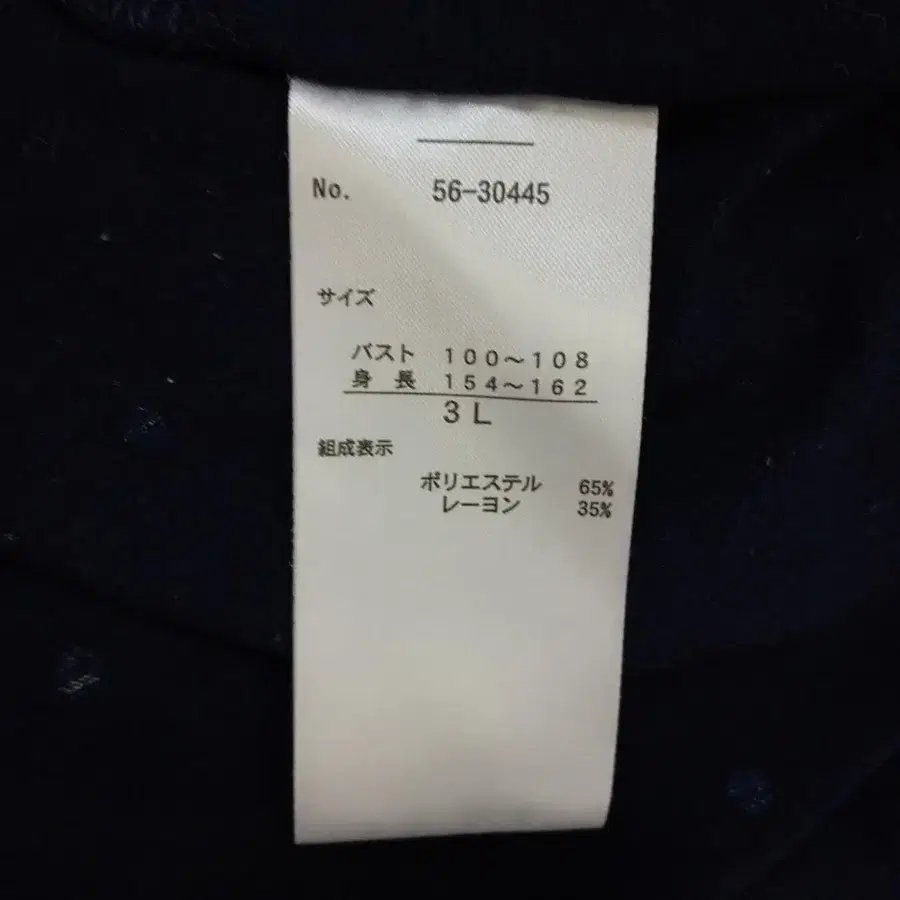 No. 56-30445
サイズ
バスト 100～108
身長 154～162
3L
組成表示
ポリエステル 65%
レーヨン 35%